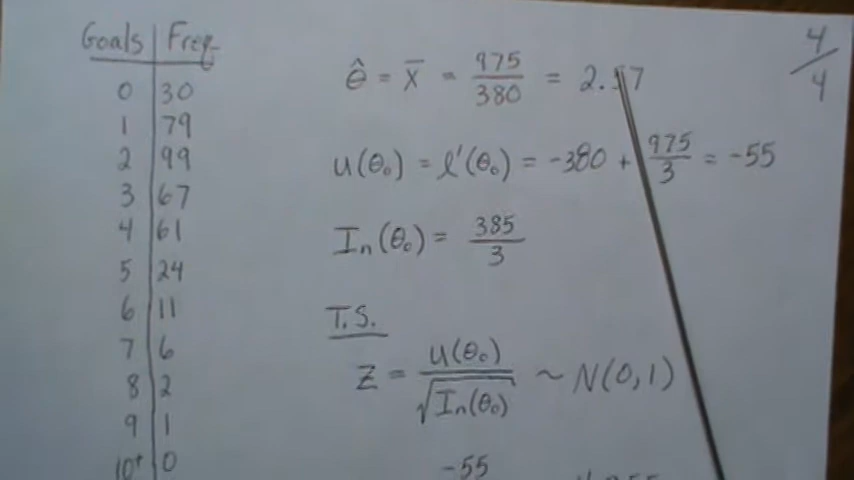 Goals Freq.
0 30
1 79
2 99
3 67
4 61
5 24
6 11
7 6
8 2
9 1
10+ 0
4/4
θ̂ = x̄ = 975/380 = 2.57
u(θ₀) = l'(θ₀) = -380 + 975/3 = -55
Iₙ(θ₀) = 385/3
T.S.
Z = u(θ₀)/√Iₙ(θ₀) ~ N(0,1)
-55